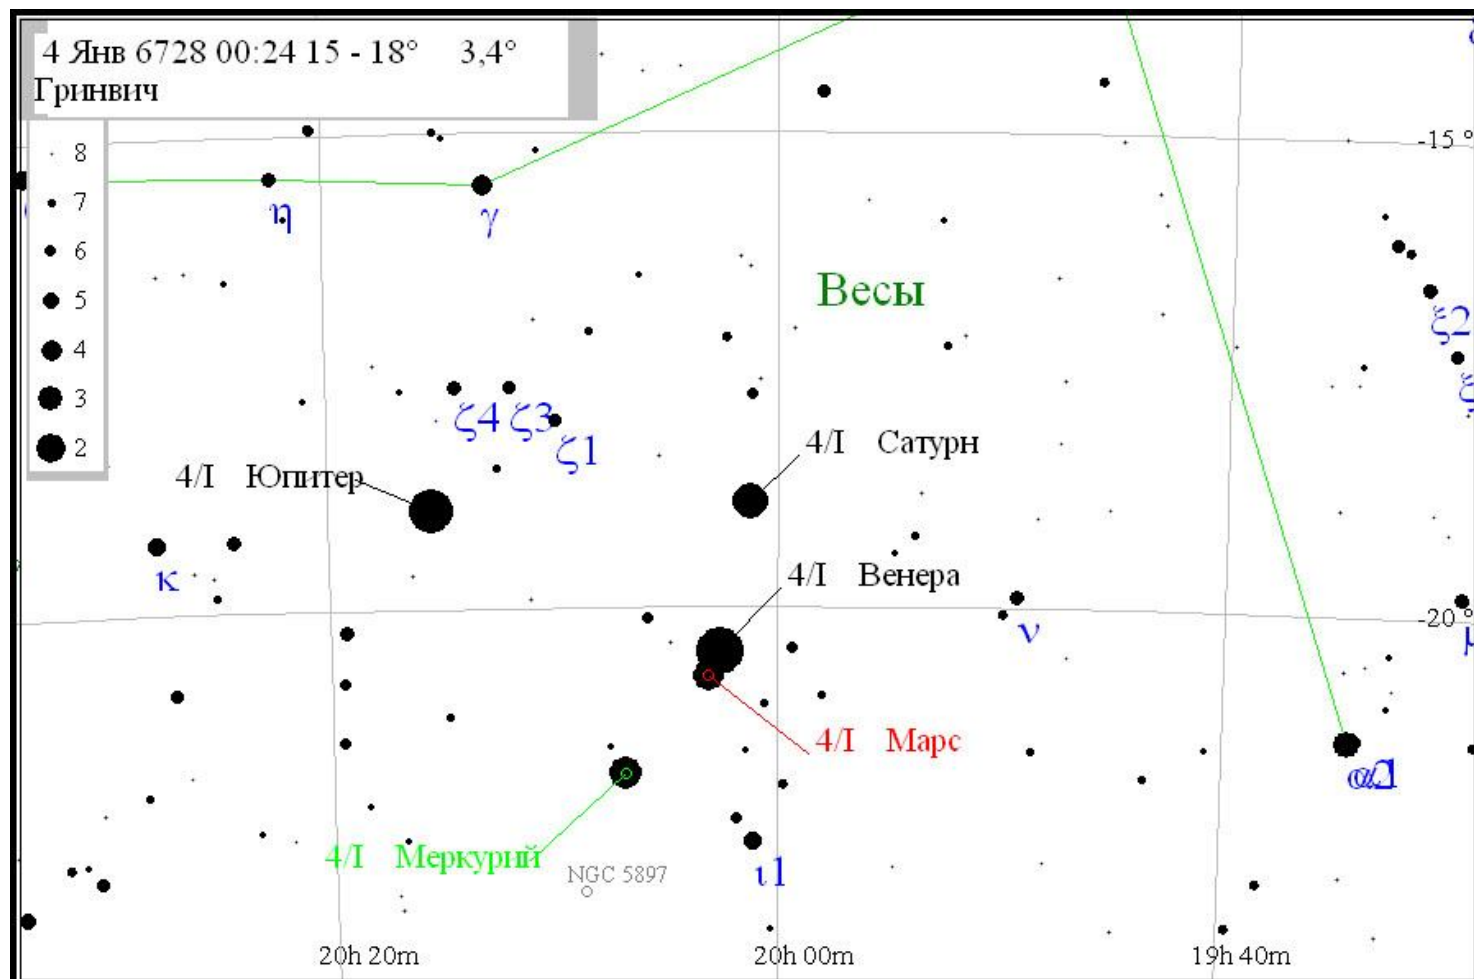 4 Янв 6728 00:24 15 - 18° 3,4°
Гринвич
8
7
6
5
4
3
2
-15 °
η
γ
Весы
ξ2
ζ4 ζ3 ζ1
4/I Сатурн
4/I Юпитер
κ
4/I Венера
ν
-20 °
μ
4/I Марс
4/I Меркурий
NGC 5897
ι1
20h 20m 20h 00m 19h 40m